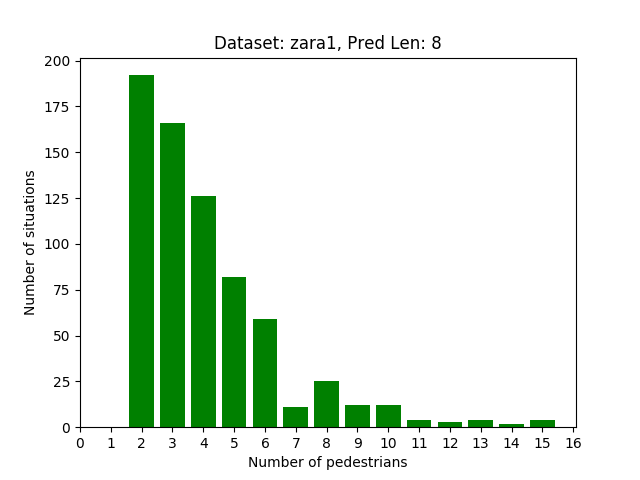 Dataset: zara1, Pred Len: 8
200
175
150
125
100
75
50
25
0
Number of situations
0 1 2 3 4 5 6 7 8 9 10 11 12 13 14 15 16
Number of pedestrians